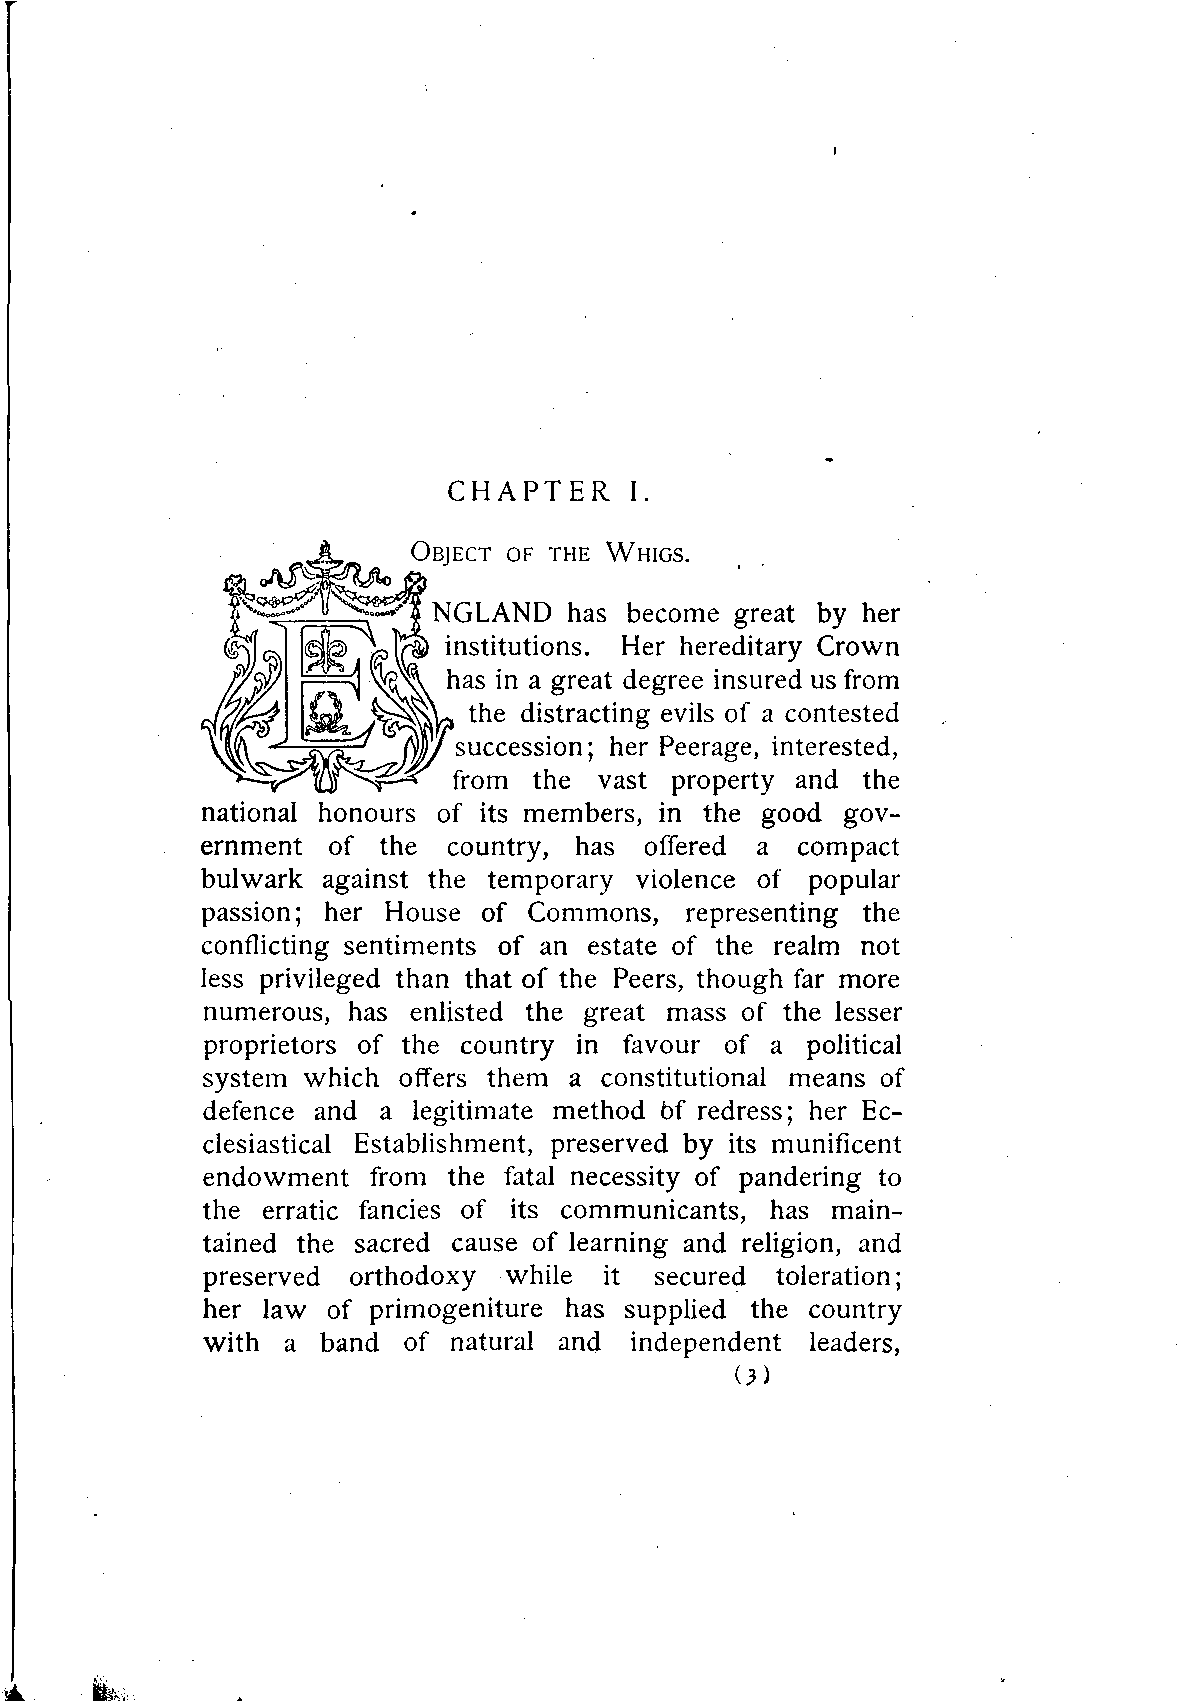 CHAPTER I.
OBJECT OF THE WHIGS.
ENGLAND has become great by her
institutions. Her hereditary Crown
has in a great degree insured us from
the distracting evils of a contested
succession; her Peerage, interested,
from the vast property and the
national honours of its members, in the good gov-
ernment of the country, has offered a compact
bulwark against the temporary violence of popular
passion; her House of Commons, representing the
conflicting sentiments of an estate of the realm not
less privileged than that of the Peers, though far more
numerous, has enlisted the great mass of the lesser
proprietors of the country in favour of a political
system which offers them a constitutional means of
defence and a legitimate method of redress; her Ec-
clesiastical Establishment, preserved by its munificent
endowment from the fatal necessity of pandering to
the erratic fancies of its communicants, has main-
tained the sacred cause of learning and religion, and
preserved orthodoxy while it secured toleration;
her law of primogeniture has supplied the country
with a band of natural and independent leaders,
(3)